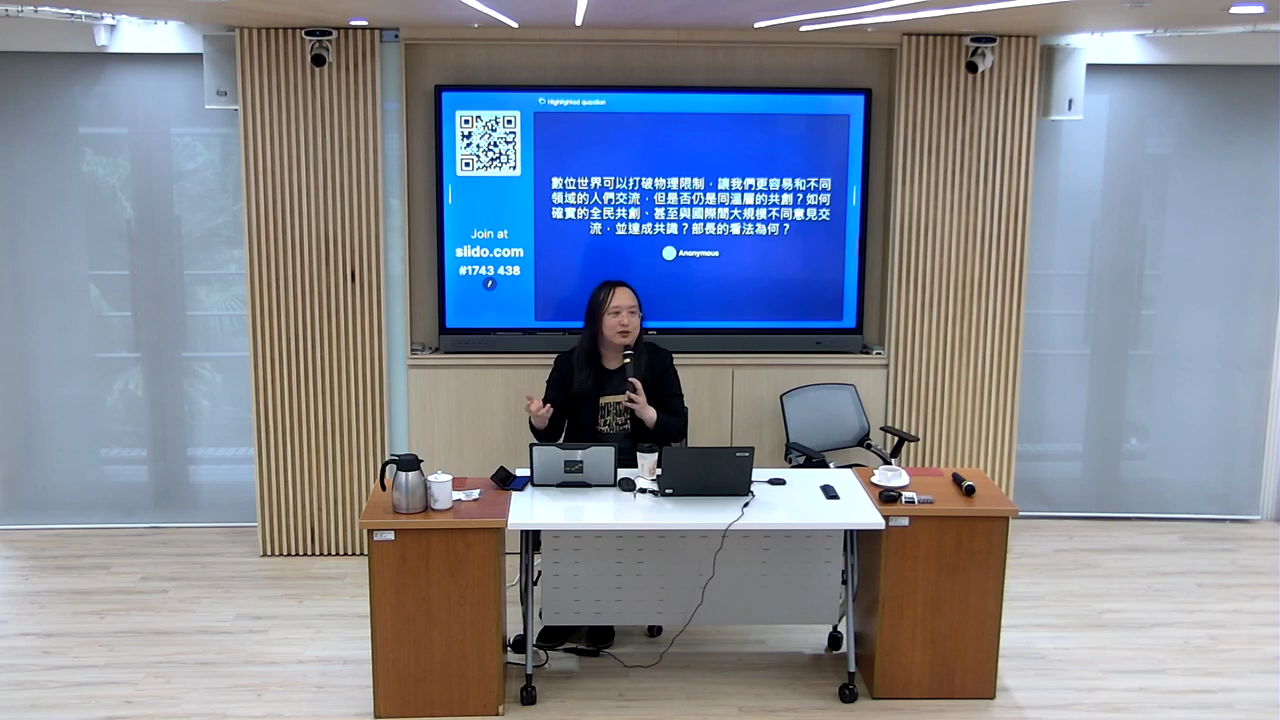 Highlighted question
數位世界可以打破物理限制，讓我們更容易和不同
領域的人們交流，但是否仍是同溫層的共創？如何
確實的全民共創、甚至與國際間大規模不同意見交
流，並達成共識？部長的看法為何？
Anonymous
Join at
slido.com
#1743 438